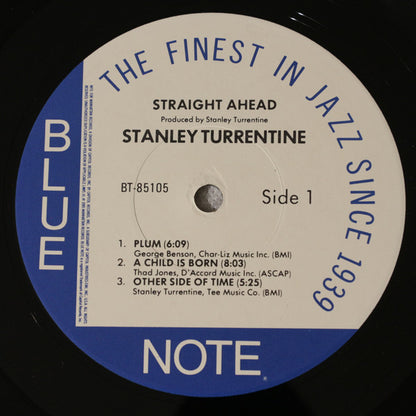 THE FINEST IN JAZZ SINCE 1939
BLUE
NOTE
STRAIGHT AHEAD
Produced by Stanley Turrentine
STANLEY TURRENTINE
BT-85105
Side 1
1. PLUM (6:09)
George Benson, Char-Liz Music Inc. (BMI)
2. A CHILD IS BORN (8:03)
Thad Jones, D'Accord Music Inc. (ASCAP)
3. OTHER SIDE OF TIME (5:25)
Stanley Turrentine, Tee Music Co. (BMI)